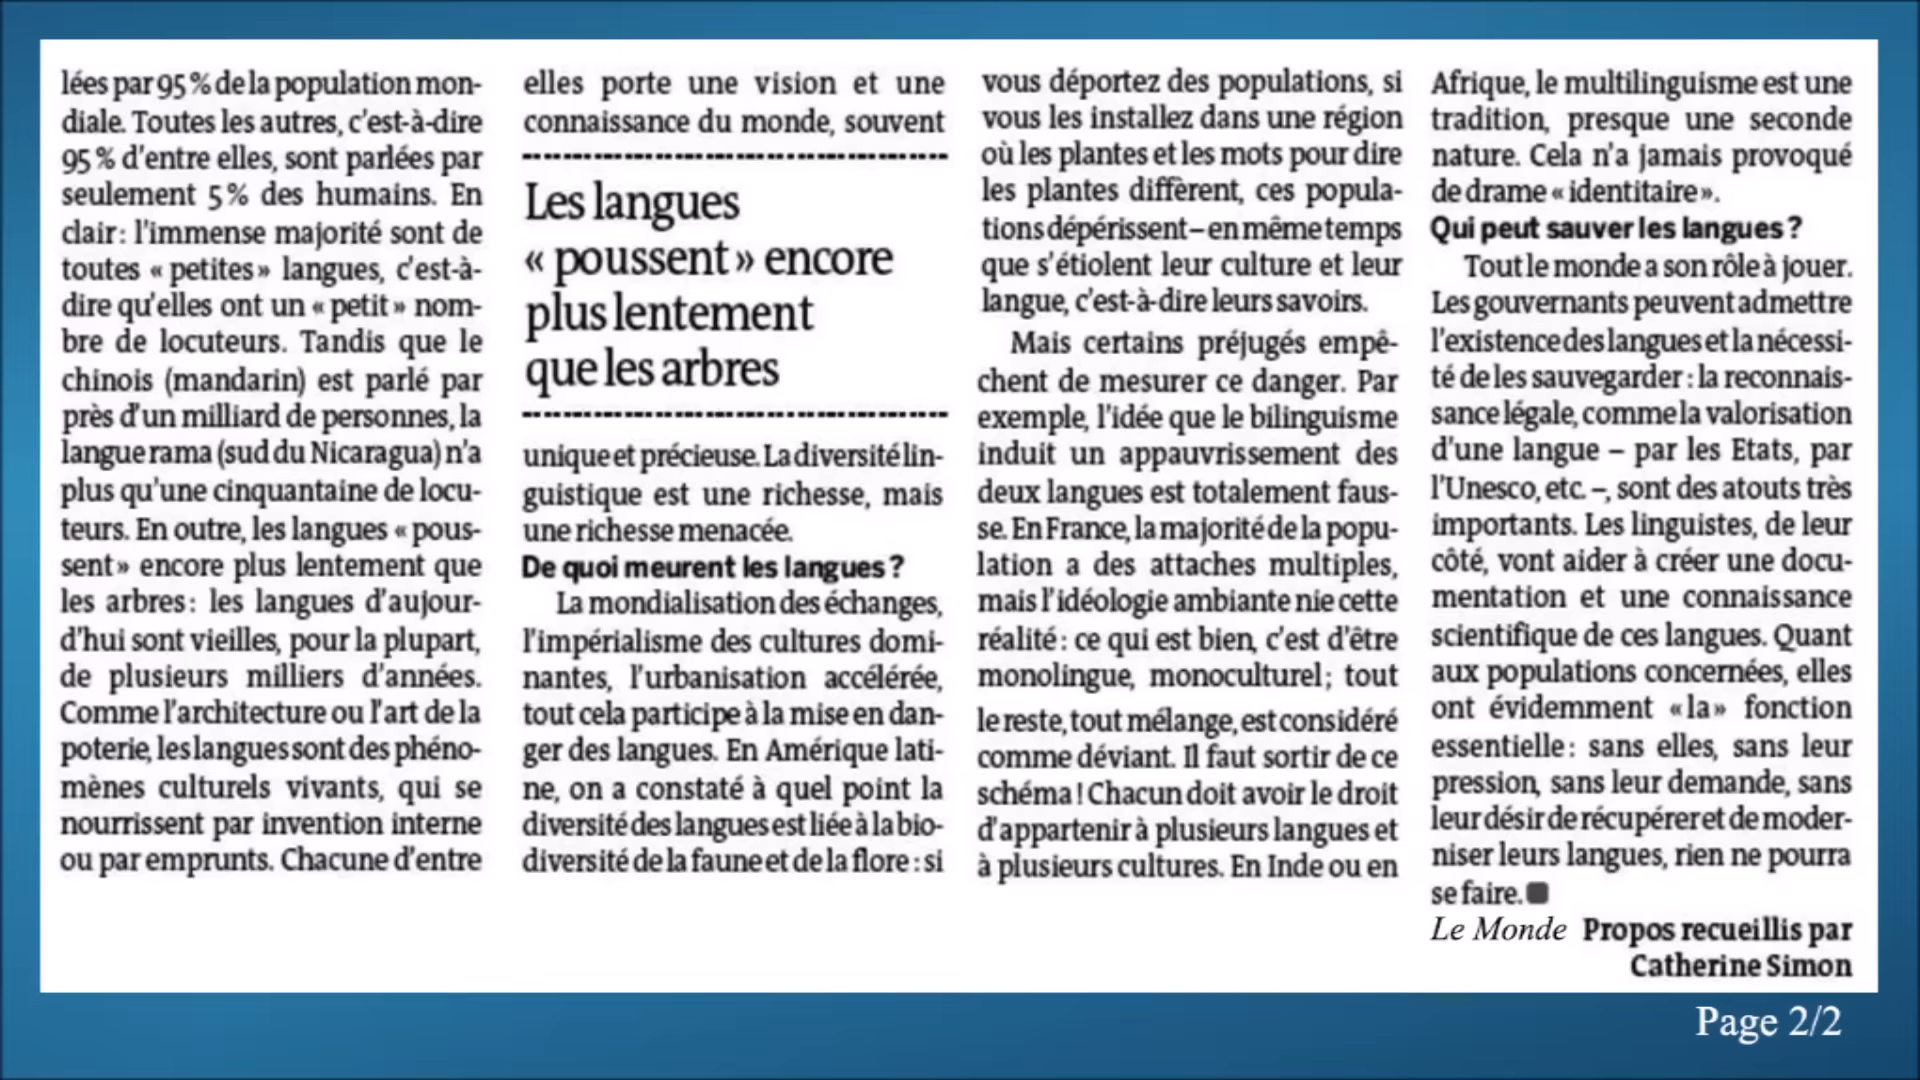 lées par 95 % de la population mon-
diale. Toutes les autres, c'est-à-dire
95 % d'entre elles, sont parlées par
seulement 5 % des humains. En
clair : l'immense majorité sont de
toutes « petites » langues, c'est-à-
dire qu'elles ont un « petit » nom-
bre de locuteurs. Tandis que le
chinois (mandarin) est parlé par
près d'un milliard de personnes, la
langue rama (sud du Nicaragua) n'a
plus qu'une cinquantaine de locu-
teurs. En outre, les langues « pous-
sent » encore plus lentement que
les arbres : les langues d'aujour-
d'hui sont vieilles, pour la plupart,
de plusieurs milliers d'années.
Comme l'architecture ou l'art de la
poterie, les langues sont des phéno-
mènes culturels vivants, qui se
nourrissent par invention interne
ou par emprunts. Chacune d'entre
elles porte une vision et une
connaissance du monde, souvent
Les langues
« poussent » encore
plus lentement
que les arbres
unique et précieuse. La diversité lin-
guistique est une richesse, mais
une richesse menacée.
De quoi meurent les langues ?
La mondialisation des échanges,
l'impérialisme des cultures domi-
nantes, l'urbanisation accélérée,
tout cela participe à la mise en dan-
ger des langues. En Amérique lati-
ne, on a constaté à quel point la
diversité des langues est liée à la bio-
diversité de la faune et de la flore : si
vous déportez des populations, si
vous les installez dans une région
où les plantes et les mots pour dire
les plantes diffèrent, ces popula-
tions dépérissent – en même temps
que s'étiolent leur culture et leur
langue, c'est-à-dire leurs savoirs.
Mais certains préjugés empê-
chent de mesurer ce danger. Par
exemple, l'idée que le bilinguisme
induit un appauvrissement des
deux langues est totalement faus-
se. En France, la majorité de la popu-
lation a des attaches multiples,
mais l'idéologie ambiante nie cette
réalité : ce qui est bien, c'est d'être
monolingue, monoculturel ; tout
le reste, tout mélange, est considéré
comme déviant. Il faut sortir de ce
schéma ! Chacun doit avoir le droit
d'appartenir à plusieurs langues et
à plusieurs cultures. En Inde ou en
Afrique, le multilinguisme est une
tradition, presque une seconde
nature. Cela n'a jamais provoqué
de drame « identitaire ».
Qui peut sauver les langues ?
Tout le monde a son rôle à jouer.
Les gouvernants peuvent admettre
l'existence des langues et la nécessi-
té de les sauvegarder : la reconnais-
sance légale, comme la valorisation
d'une langue – par les Etats, par
l'Unesco, etc. –, sont des atouts très
importants. Les linguistes, de leur
côté, vont aider à créer une docu-
mentation et une connaissance
scientifique de ces langues. Quant
aux populations concernées, elles
ont évidemment « la » fonction
essentielle : sans elles, sans leur
pression, sans leur demande, sans
leur désir de récupérer et de moder-
niser leurs langues, rien ne pourra
se faire.
Le Monde Propos recueillis par
Catherine Simon
Page 2/2